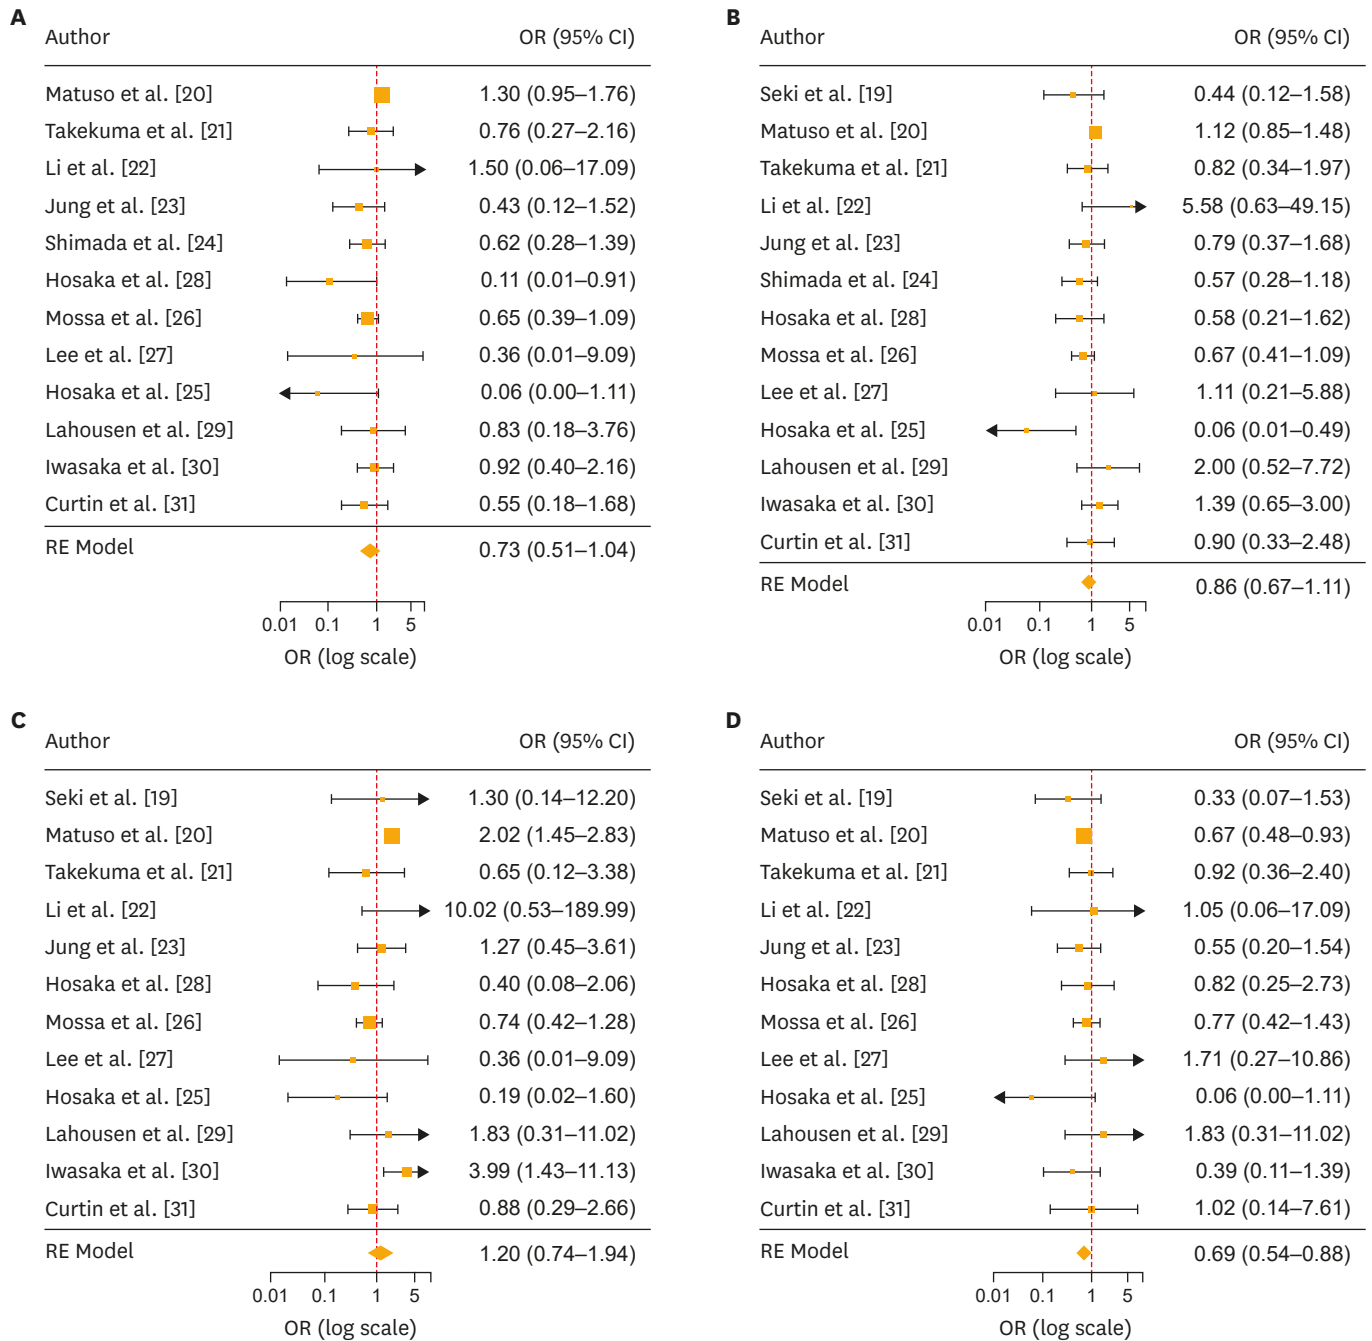 A
Author OR (95% CI)
Matuso et al. [20] 1.30 (0.95–1.76)
Takekuma et al. [21] 0.76 (0.27–2.16)
Li et al. [22] 1.50 (0.06–17.09)
Jung et al. [23] 0.43 (0.12–1.52)
Shimada et al. [24] 0.62 (0.28–1.39)
Hosaka et al. [28] 0.11 (0.01–0.91)
Mossa et al. [26] 0.65 (0.39–1.09)
Lee et al. [27] 0.36 (0.01–9.09)
Hosaka et al. [25] 0.06 (0.00–1.11)
Lahousen et al. [29] 0.83 (0.18–3.76)
Iwasaka et al. [30] 0.92 (0.40–2.16)
Curtin et al. [31] 0.55 (0.18–1.68)
RE Model 0.73 (0.51–1.04)
0.01 0.1 1 5
OR (log scale)
B
Author OR (95% CI)
Seki et al. [19] 0.44 (0.12–1.58)
Matuso et al. [20] 1.12 (0.85–1.48)
Takekuma et al. [21] 0.82 (0.34–1.97)
Li et al. [22] 5.58 (0.63–49.15)
Jung et al. [23] 0.79 (0.37–1.68)
Shimada et al. [24] 0.57 (0.28–1.18)
Hosaka et al. [28] 0.58 (0.21–1.62)
Mossa et al. [26] 0.67 (0.41–1.09)
Lee et al. [27] 1.11 (0.21–5.88)
Hosaka et al. [25] 0.06 (0.01–0.49)
Lahousen et al. [29] 2.00 (0.52–7.72)
Iwasaka et al. [30] 1.39 (0.65–3.00)
Curtin et al. [31] 0.90 (0.33–2.48)
RE Model 0.86 (0.67–1.11)
0.01 0.1 1 5
OR (log scale)
C
Author OR (95% CI)
Seki et al. [19] 1.30 (0.14–12.20)
Matuso et al. [20] 2.02 (1.45–2.83)
Takekuma et al. [21] 0.65 (0.12–3.38)
Li et al. [22] 10.02 (0.53–189.99)
Jung et al. [23] 1.27 (0.45–3.61)
Hosaka et al. [28] 0.40 (0.08–2.06)
Mossa et al. [26] 0.74 (0.42–1.28)
Lee et al. [27] 0.36 (0.01–9.09)
Hosaka et al. [25] 0.19 (0.02–1.60)
Lahousen et al. [29] 1.83 (0.31–11.02)
Iwasaka et al. [30] 3.99 (1.43–11.13)
Curtin et al. [31] 0.88 (0.29–2.66)
RE Model 1.20 (0.74–1.94)
0.01 0.1 1 5
OR (log scale)
D
Author OR (95% CI)
Seki et al. [19] 0.33 (0.07–1.53)
Matuso et al. [20] 0.67 (0.48–0.93)
Takekuma et al. [21] 0.92 (0.36–2.40)
Li et al. [22] 1.05 (0.06–17.09)
Jung et al. [23] 0.55 (0.20–1.54)
Hosaka et al. [28] 0.82 (0.25–2.73)
Mossa et al. [26] 0.77 (0.42–1.43)
Lee et al. [27] 1.71 (0.27–10.86)
Hosaka et al. [25] 0.06 (0.00–1.11)
Lahousen et al. [29] 1.83 (0.31–11.02)
Iwasaka et al. [30] 0.39 (0.11–1.39)
Curtin et al. [31] 1.02 (0.14–7.61)
RE Model 0.69 (0.54–0.88)
0.01 0.1 1 5
OR (log scale)